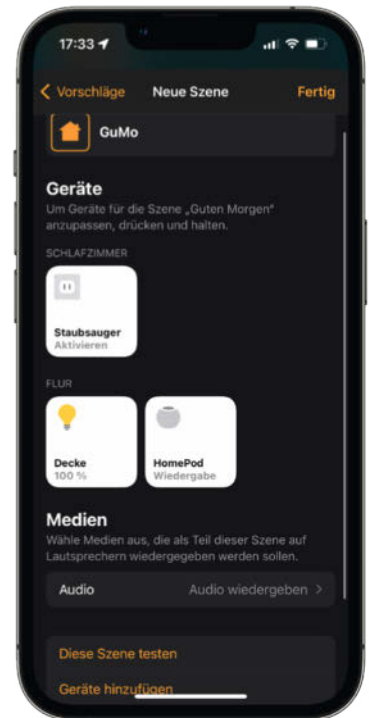 17:33
Vorschläge Neue Szene Fertig
GuMo
Geräte
Um Geräte für die Szene „Guten Morgen"
anzupassen, drücken und halten.
SCHLAFZIMMER
Staubsauger
Aktivieren
FLUR
Decke
100 %
HomePod
Wiedergabe
Medien
Wähle Medien aus, die als Teil dieser Szene auf
Lautsprechern wiedergegeben werden sollen.
Audio Audio wiedergeben
Diese Szene testen
Geräte hinzufügen